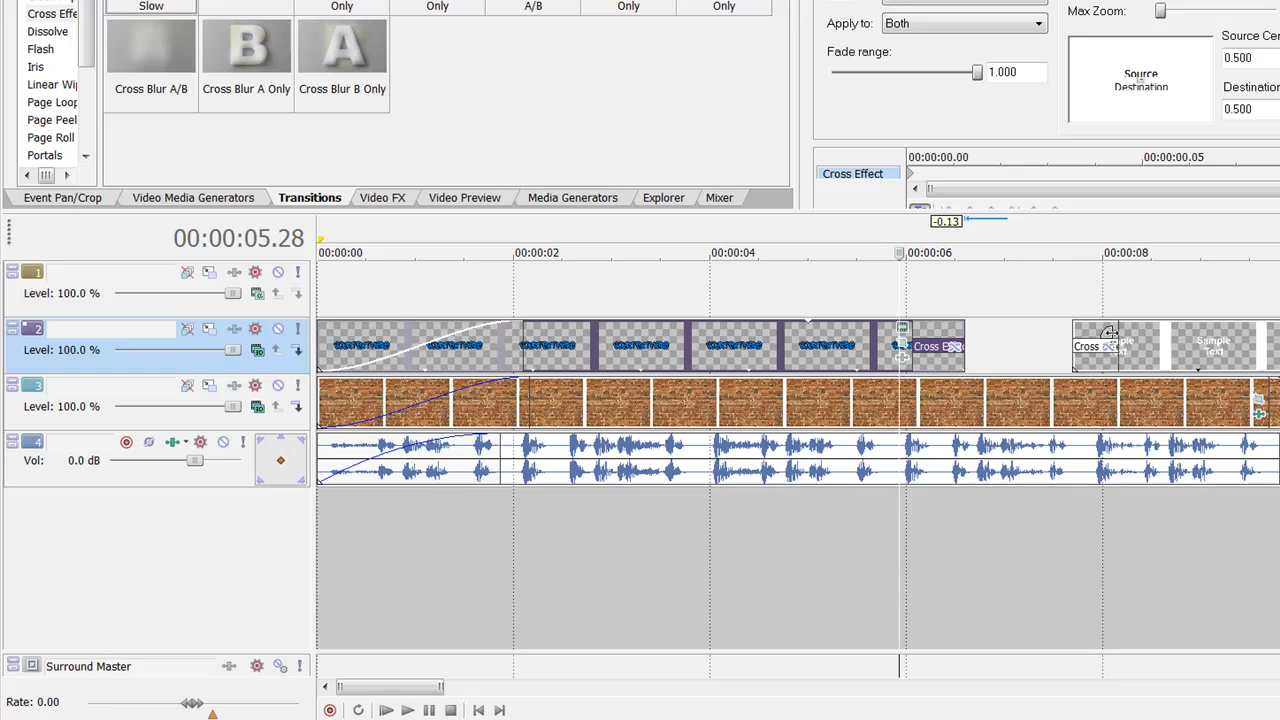 Slow
Only
Only
A/B
Only
Only
Cross Effe
Dissolve
Flash
Iris
Linear Wip
Page Loop
Page Peel
Page Roll
Portals
B
A
Cross Blur A/B
Cross Blur A Only
Cross Blur B Only
Apply to:
Both
Fade range:
1.000
Max Zoom:
Source Cen
0.500
Destination
0.500
Source
Destination
Cross Effect
00:00:00.00
00:00:00.05
Event Pan/Crop
Video Media Generators
Transitions
Video FX
Video Preview
Media Generators
Explorer
Mixer
-0.13
00:00:05.28
00:00:00
00:00:02
00:00:04
00:00:06
00:00:08
1
Level: 100.0 %
2
Level: 100.0 %
Cross Effec
Cross
Sample
Text
3
Level: 100.0 %
4
Vol:
0.0 dB
Surround Master
Rate: 0.00